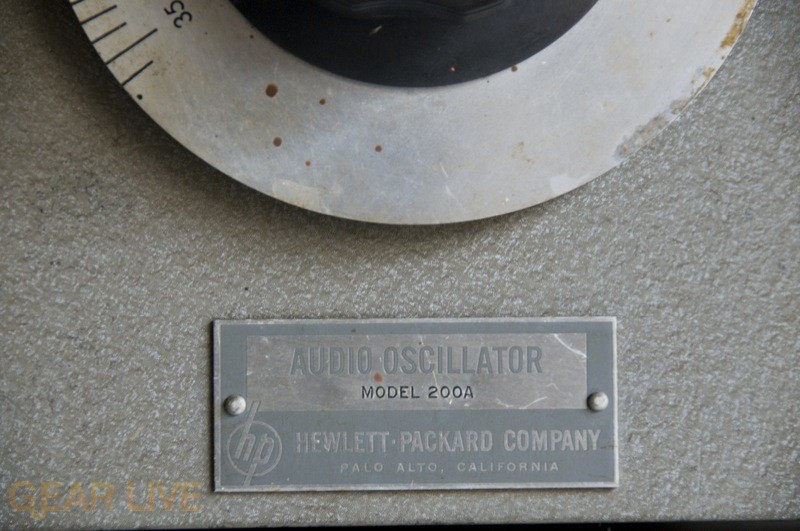 35
AUDIO OSCILLATOR
MODEL 200A
hp
HEWLETT-PACKARD COMPANY
PALO ALTO, CALIFORNIA
GEAR LIVE